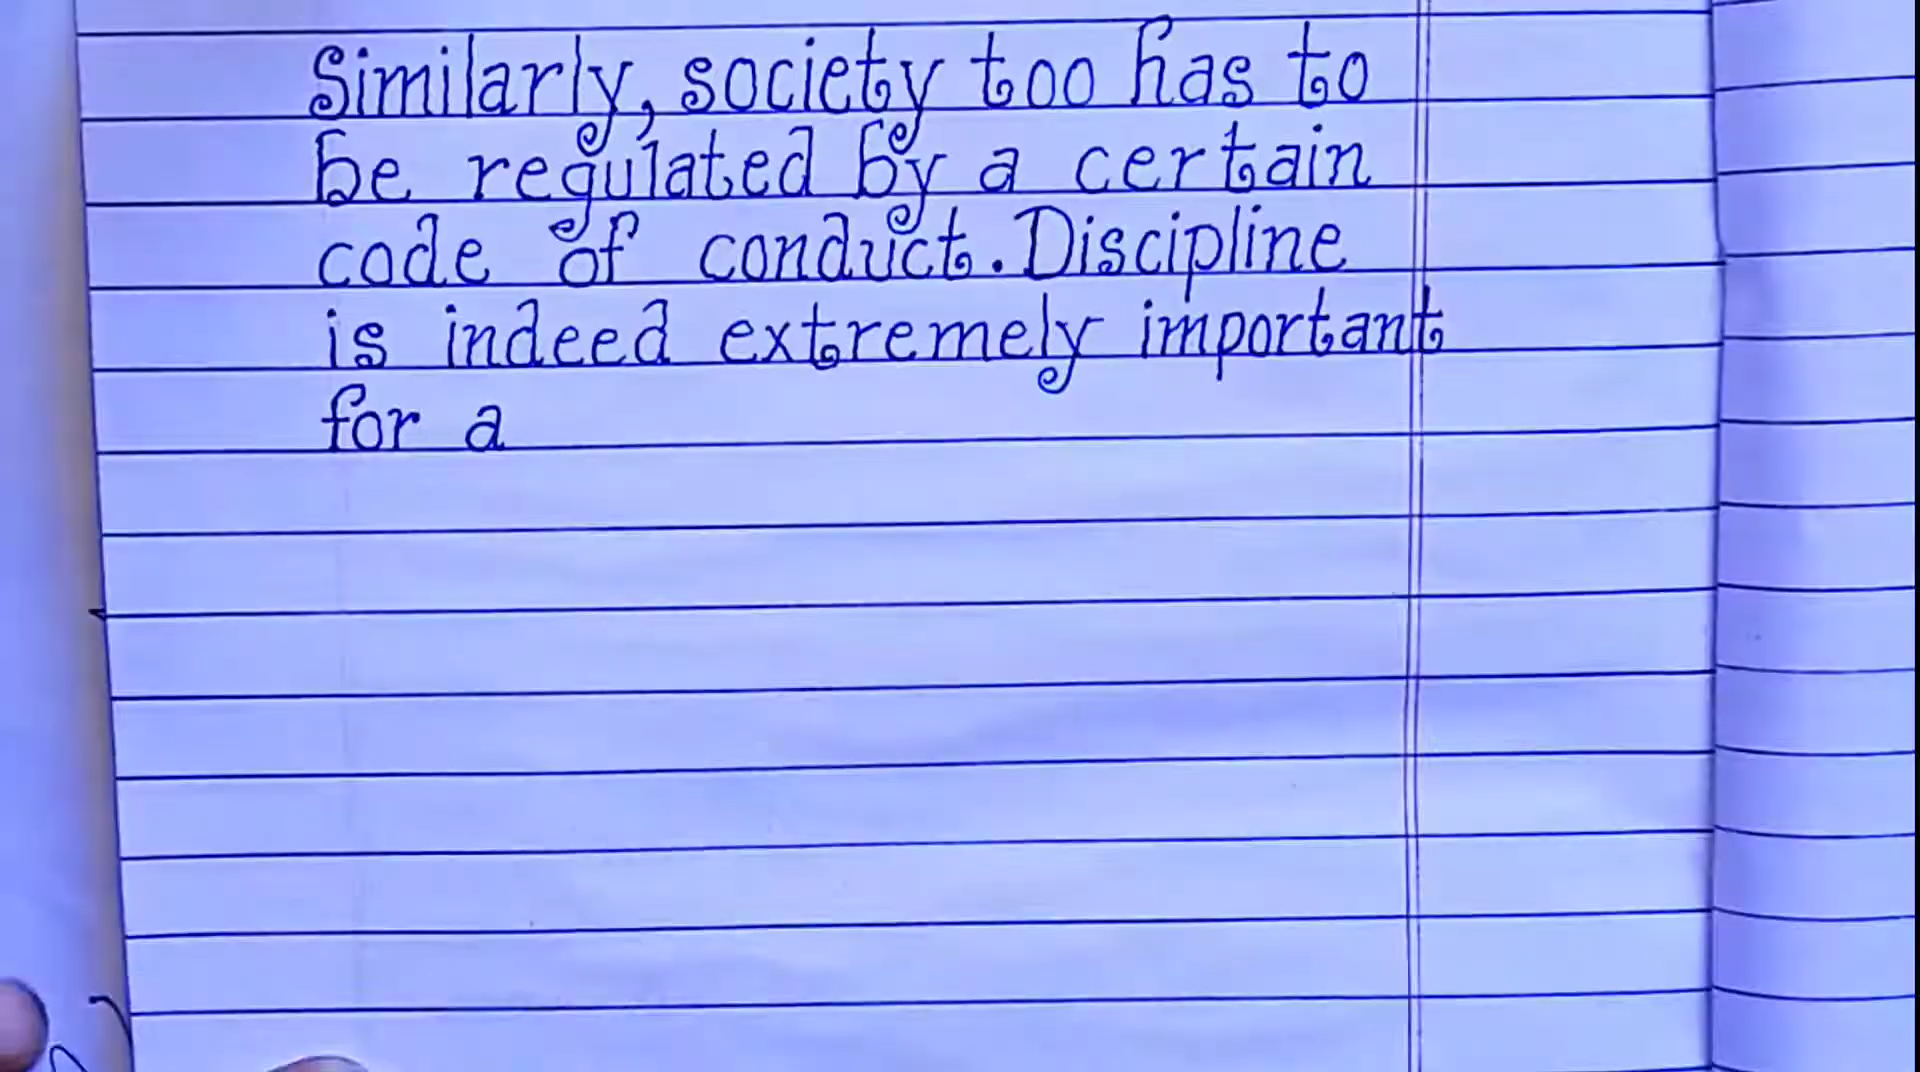 Similarly, society too has to
be regulated by a certain
code of conduct. Discipline
is indeed extremely important
for a